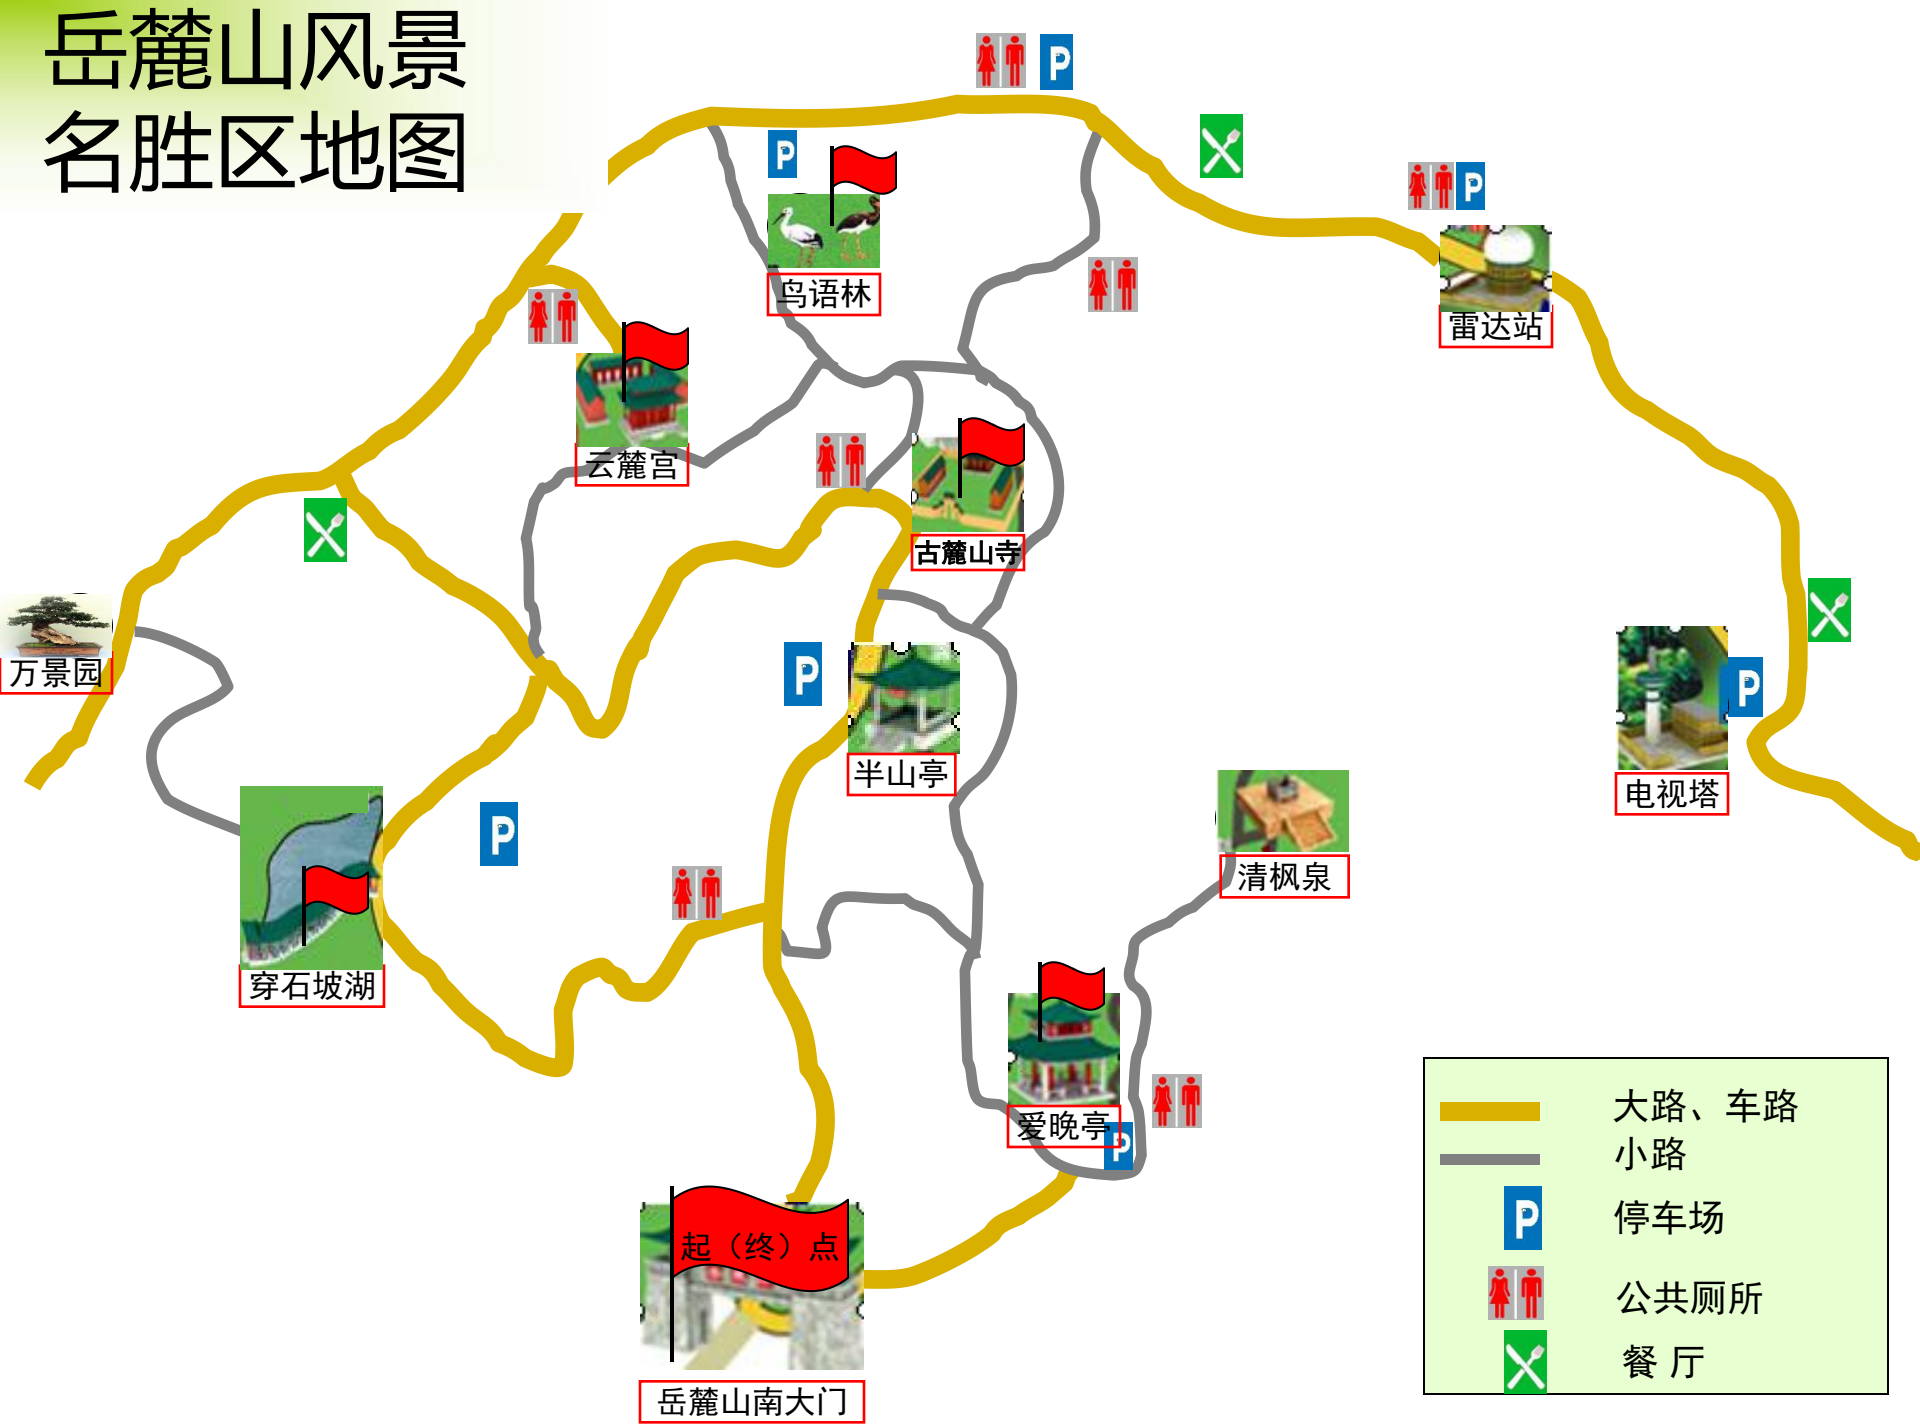 岳麓山风景
名胜区地图
P
P
P
鸟语林
雷达站
云麓宫
古麓山寺
万景园
P
P
半山亭
电视塔
P
清枫泉
穿石坡湖
爱晚亭
P
起（终）点
岳麓山南大门
大路、车路
小路
P 停车场
公共厕所
餐 厅